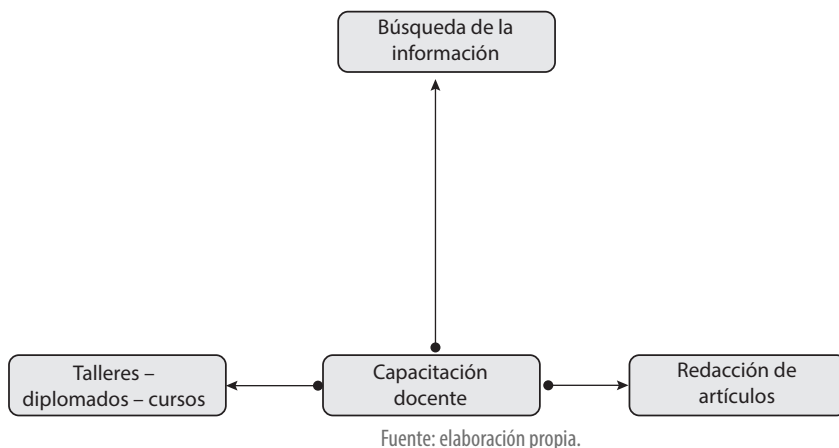 Búsqueda de la
información
Talleres –
diplomados – cursos
Capacitación
docente
Redacción de
artículos
Fuente: elaboración propia.